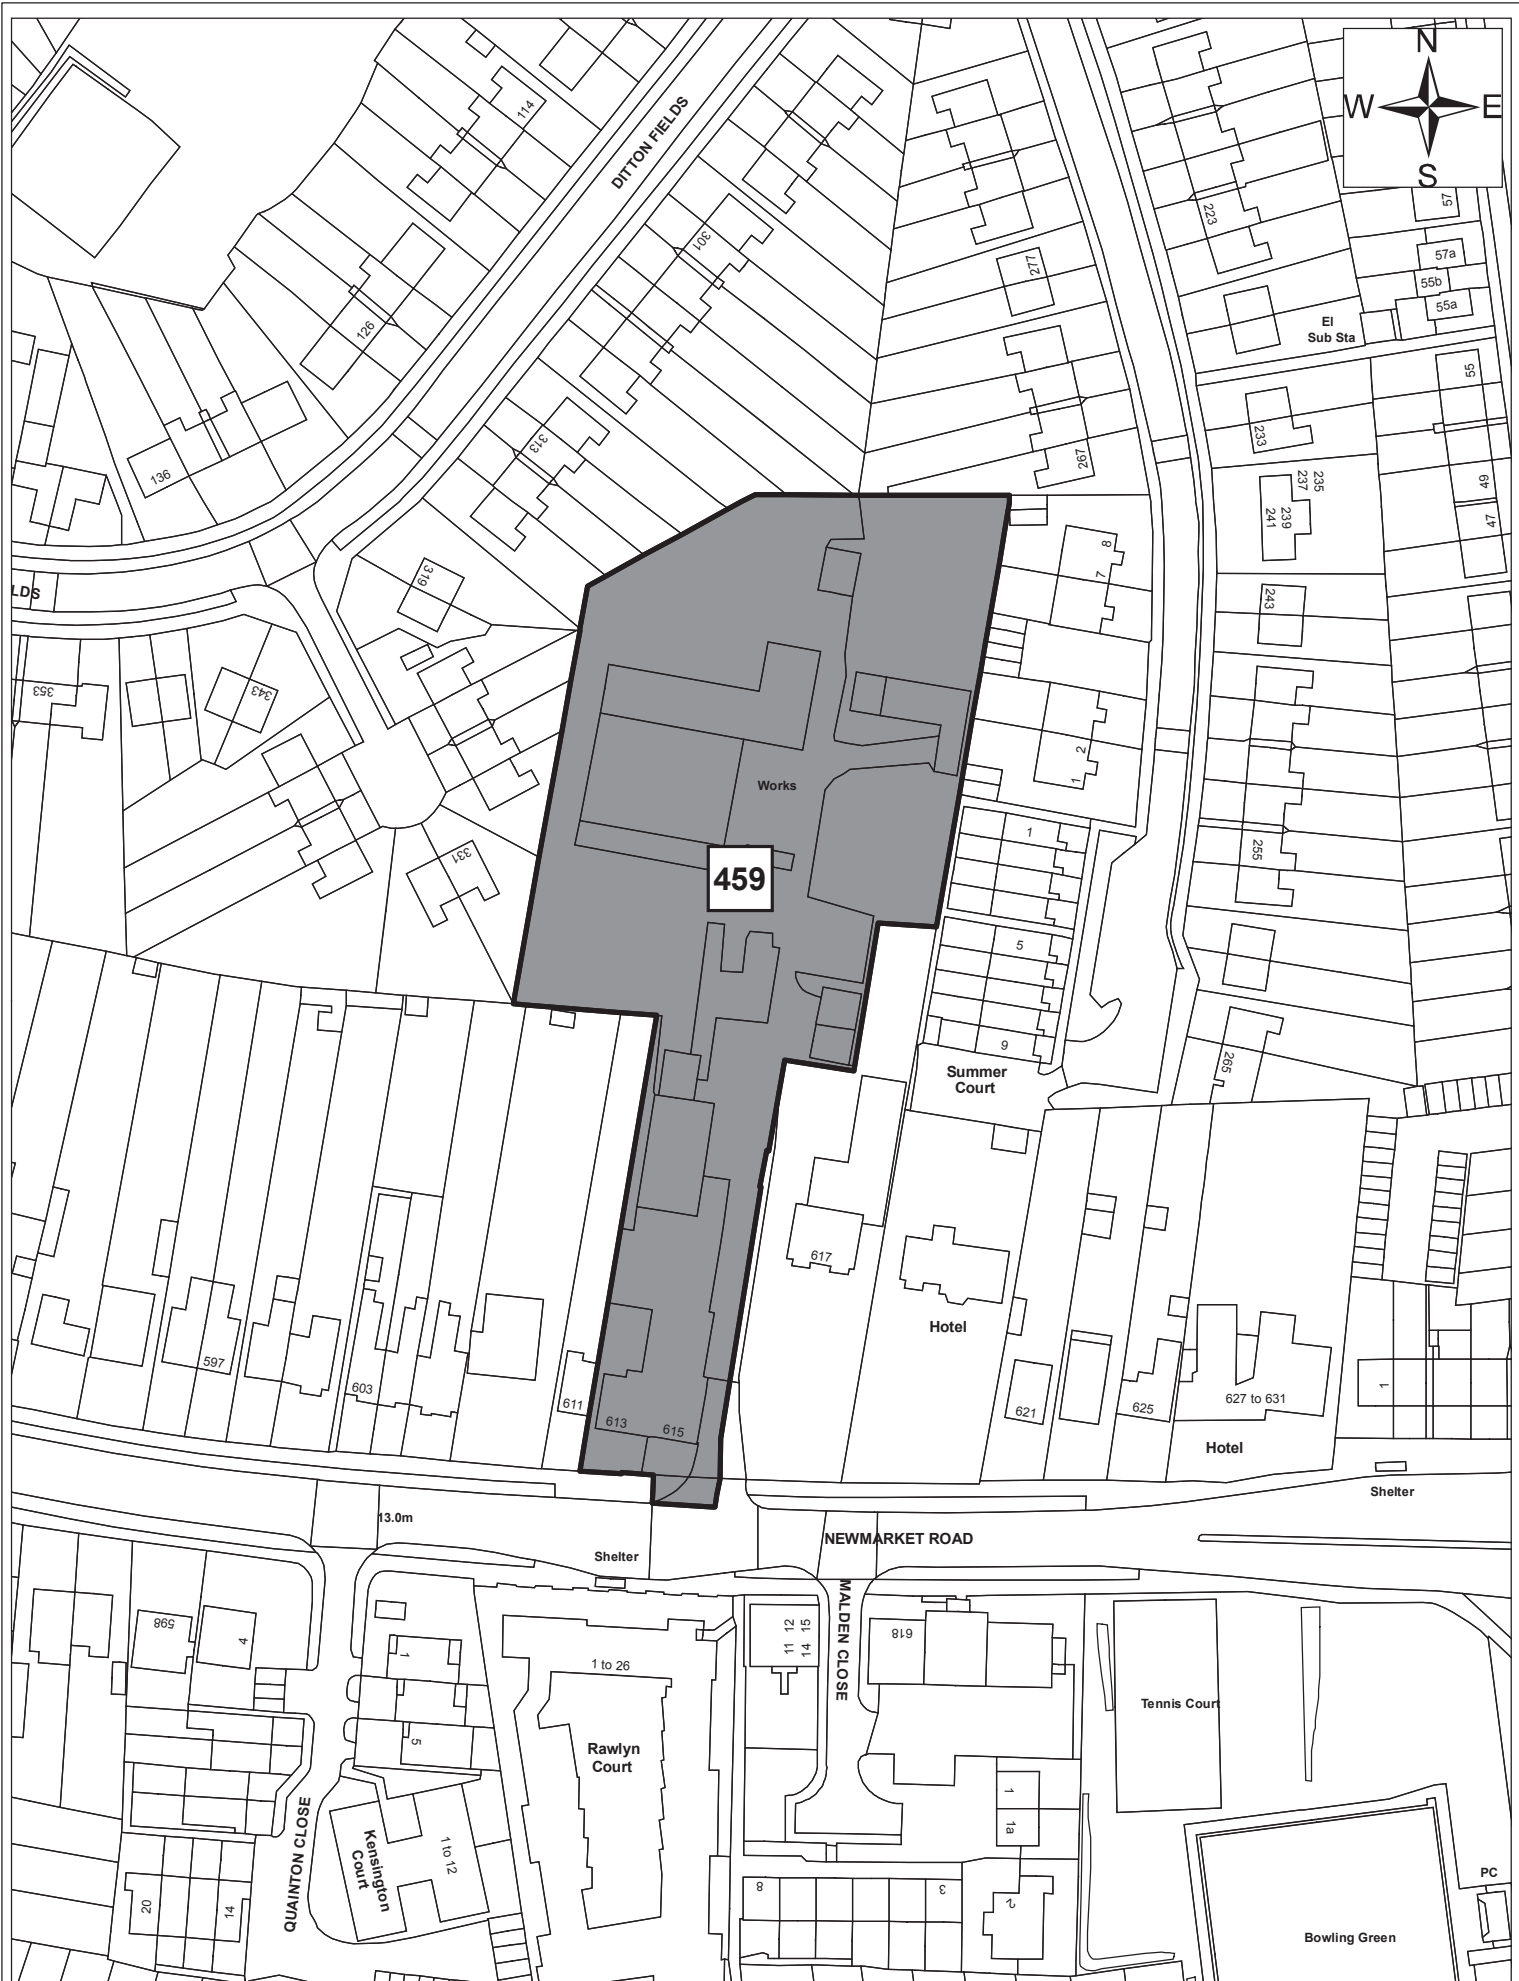 N
W
E
S
114
DITTON FIELDS
301
126
136
313
319
277
267
223
57
57a
55b
55a
El
Sub Sta
55
233
235
237
239
241
49
47
243
LDS
353
343
331
8
7
2
1
Works
459
1
5
9
Summer
Court
255
265
617
Hotel
597
603
611
613
615
621
625
627 to 631
Hotel
1
Shelter
13.0m
NEWMARKET ROAD
Shelter
MALDEN CLOSE
598
4
1
5
1 to 26
Rawlyn
Court
11 12
14 15
618
Tennis Court
1
1a
QUAINTON CLOSE
Kensington
Court
1 to 12
20
14
8
3
2
Bowling Green
PC